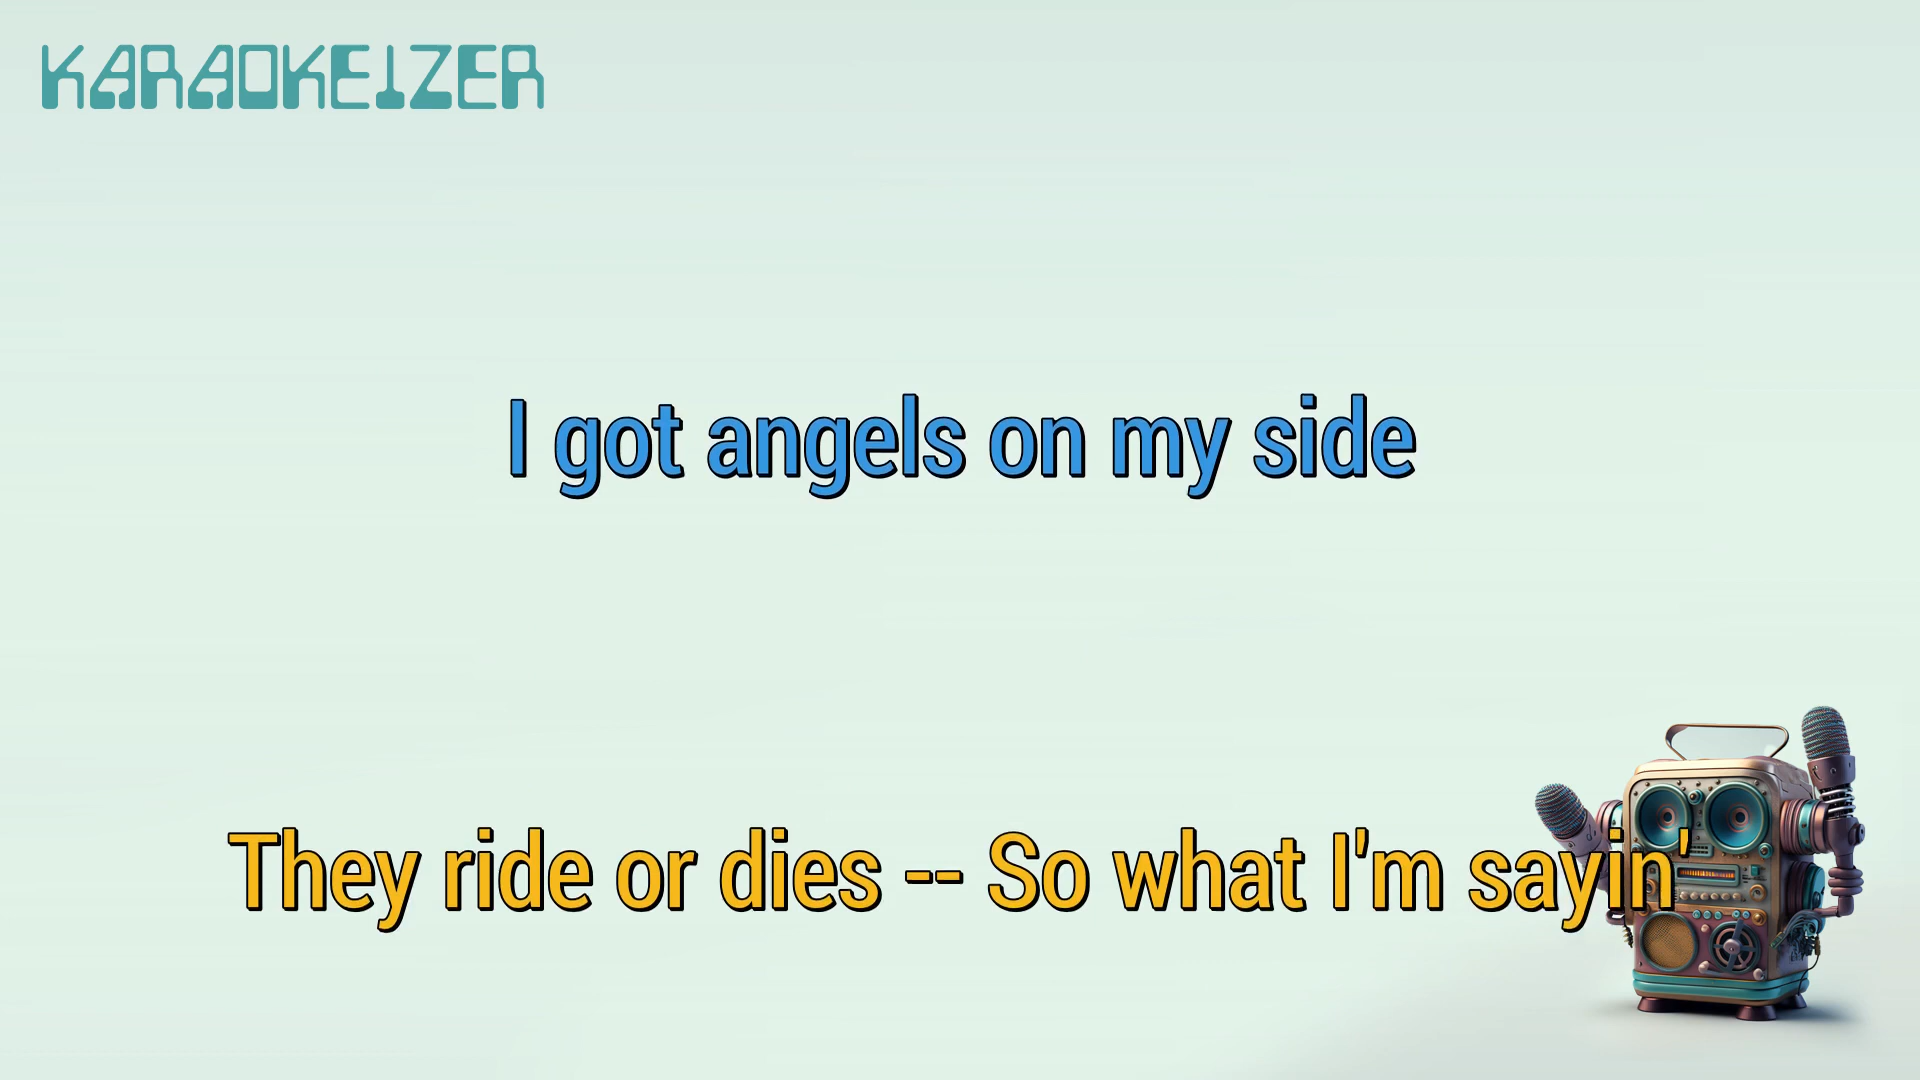 KARAOKEIZER
I got angels on my side
They ride or dies -- So what I'm sayin'